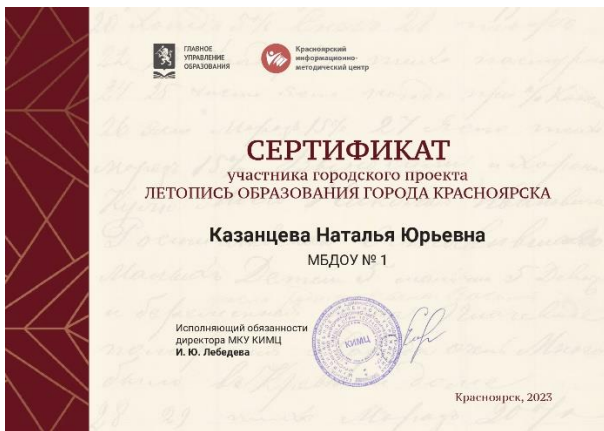 ГЛАВНОЕ
УПРАВЛЕНИЕ
ОБРАЗОВАНИЯ
Красноярский
информационно-
методический центр
СЕРТИФИКАТ
участника городского проекта
ЛЕТОПИСЬ ОБРАЗОВАНИЯ ГОРОДА КРАСНОЯРСКА
Казанцева Наталья Юрьевна
МБДОУ № 1
Исполняющий обязанности
директора МКУ КИМЦ
И. Ю. Лебедева
КИМЦ
Красноярск, 2023